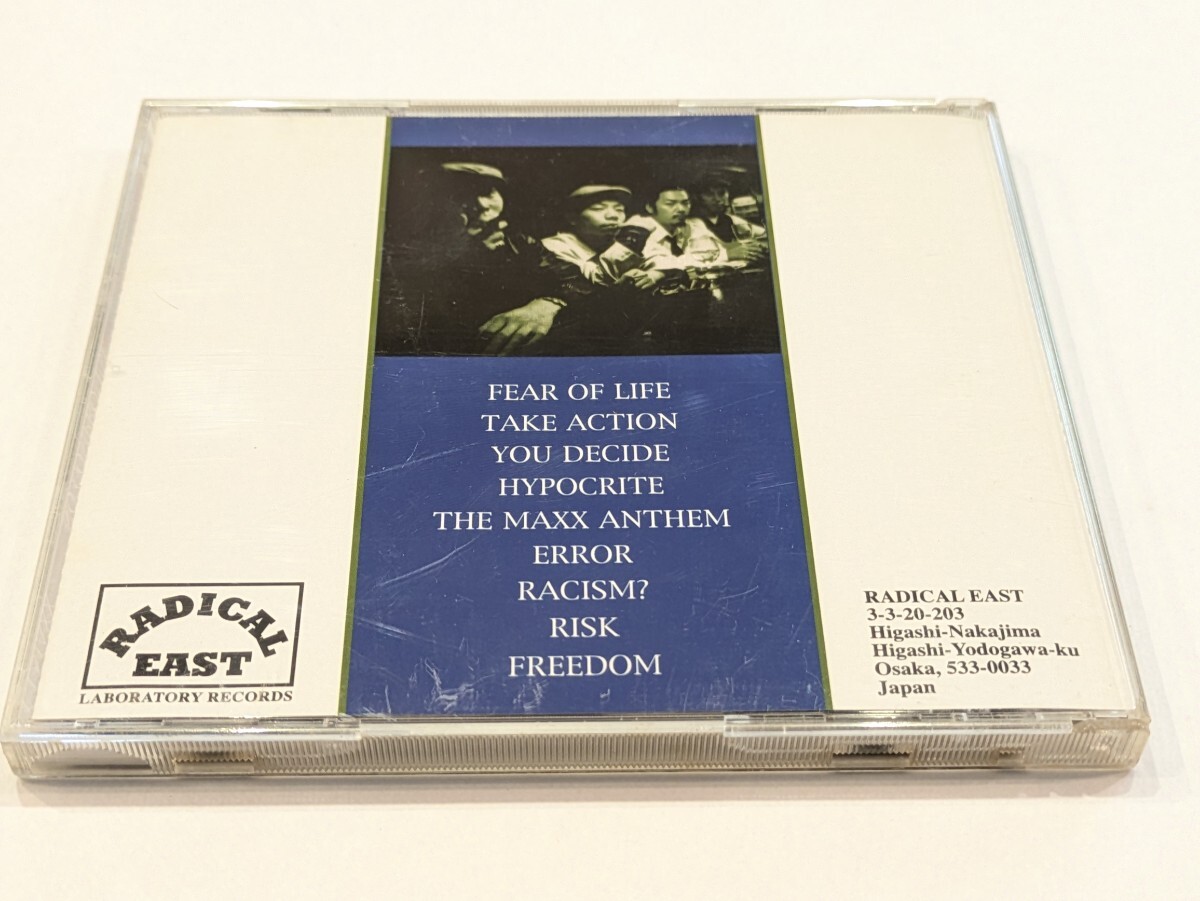 FEAR OF LIFE
TAKE ACTION
YOU DECIDE
HYPOCRITE
THE MAXX ANTHEM
ERROR
RACISM?
RISK
FREEDOM
RADICAL
EAST
LABORATORY RECORDS
RADICAL EAST
3-3-20-203
Higashi-Nakajima
Higashi-Yodogawa-ku
Osaka, 533-0033
Japan